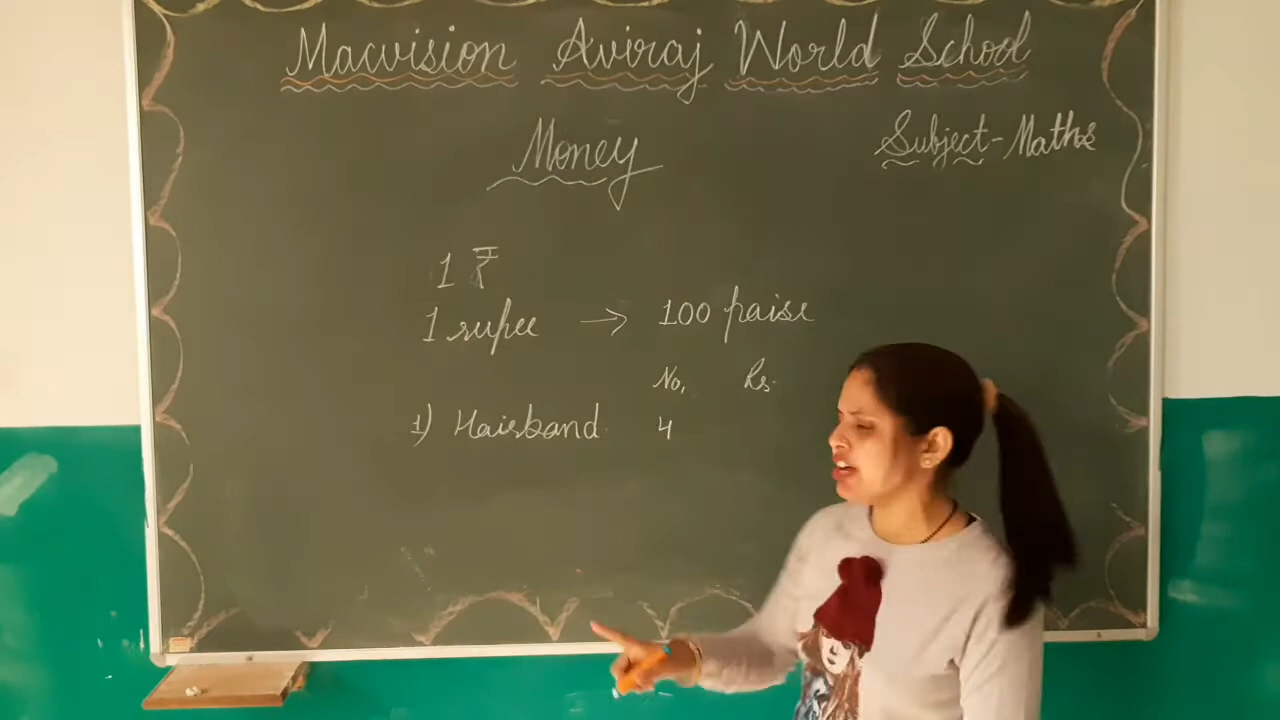 Macvision Aviraj World School
Money
Subject-Maths
1 ₹
1 rupee → 100 paise
No, Rs.
1) Hairband 4